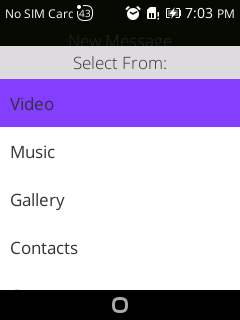 No SIM Card 43 7:03 PM
New Message
Select From:
Video
Music
Gallery
Contacts